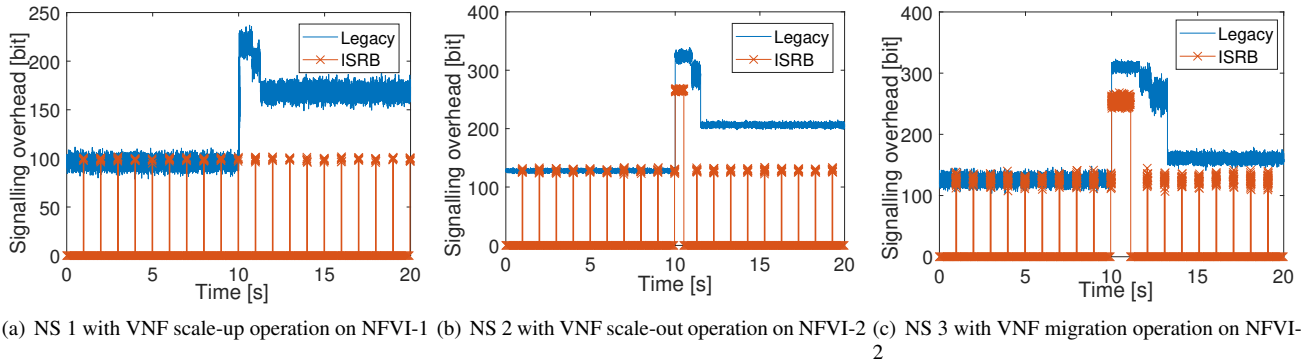 Signalling overhead [bit]
250
200
150
100
50
0
0 5 10 15 20
Time [s]
Legacy
ISRB
(a) NS 1 with VNF scale-up operation on NFVI-1
Signalling overhead [bit]
400
300
200
100
0
0 5 10 15 20
Time [s]
Legacy
ISRB
(b) NS 2 with VNF scale-out operation on NFVI-2
Signalling overhead [bit]
400
300
200
100
0
0 5 10 15 20
Time [s]
Legacy
ISRB
(c) NS 3 with VNF migration operation on NFVI-
2